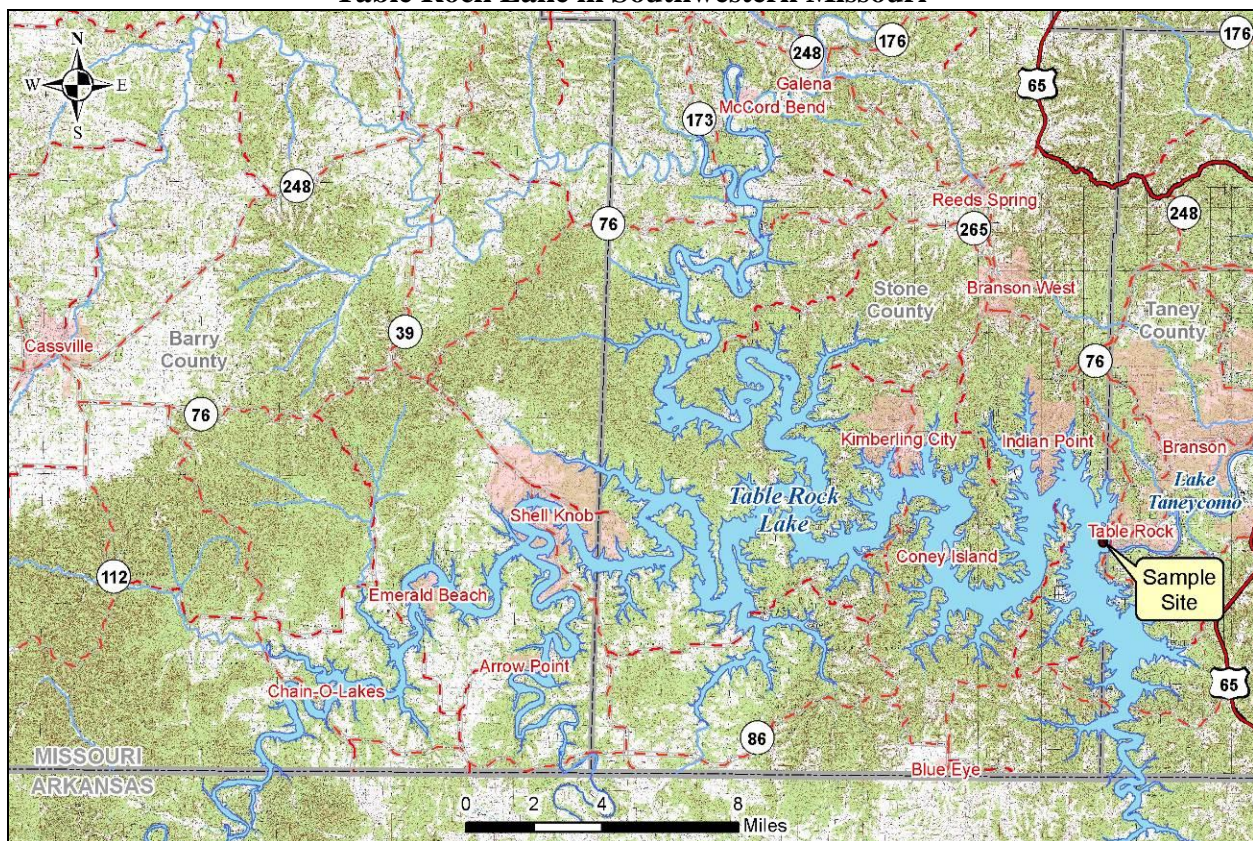 Table Rock Lake in Southwestern Missouri
N
W
E
S
248
176
176
Galena
McCord Bend
65
173
248
Reeds Spring
248
76
265
Stone
County
Branson West
Taney
County
39
Cassville
Barry
County
76
76
Kimberling City
Indian Point
Branson
Table Rock
Lake
Lake
Taneycomo
Shell Knob
Table Rock
Coney Island
Sample
Site
112
Emerald Beach
Arrow Point
Chain-O-Lakes
65
86
MISSOURI
ARKANSAS
Blue Eye
0 2 4 8
Miles